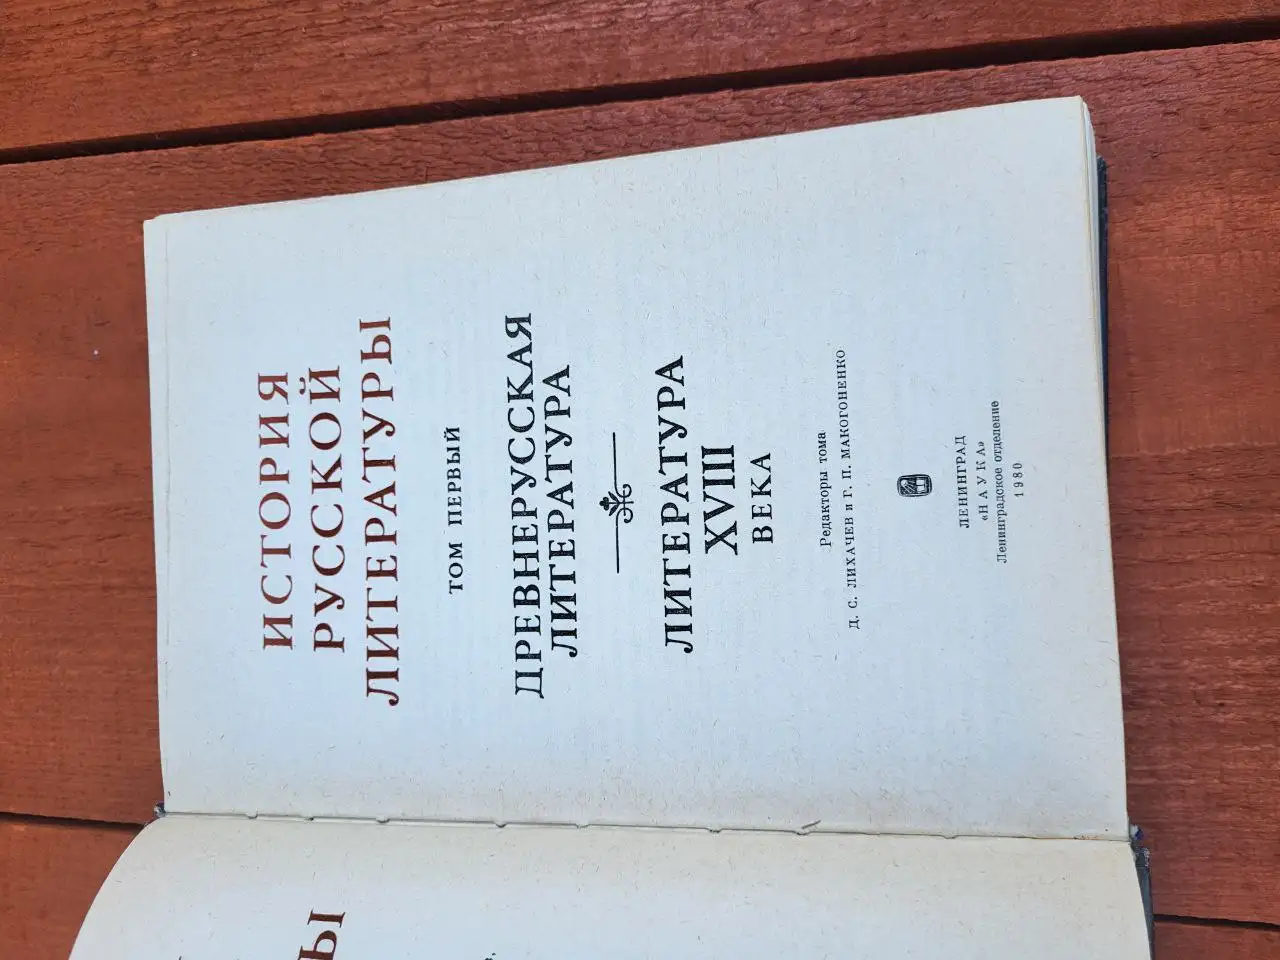 ИСТОРИЯ
РУССКОЙ
ЛИТЕРАТУРЫ
ТОМ ПЕРВЫЙ
ДРЕВНЕРУССКАЯ
ЛИТЕРАТУРА
ЛИТЕРАТУРА
XVIII
ВЕКА
Редакторы тома
Д. С. ЛИХАЧЕВ и Г. П. МАКОГОНЕНКО
ЛЕНИНГРАД
«НАУКА»
Ленинградское отделение
1980